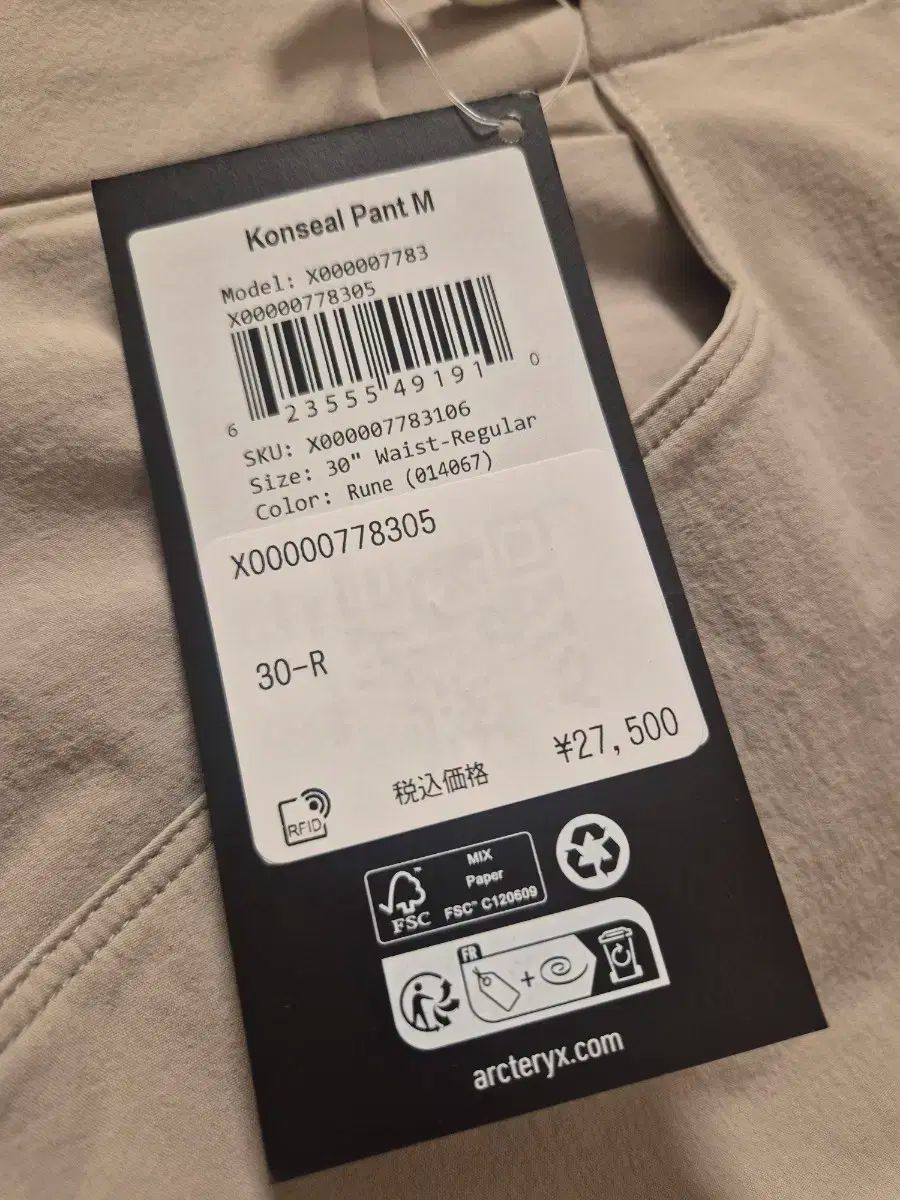 Konseal Pant M
Model: X000007783
X00000778305
6 23555 49191 0
SKU: X000007783106
Size: 30" Waist-Regular
Color: Rune (014067)
X00000778305
30-R
税込価格 ¥27,500
RFID
FSC™
MIX
Paper
FSC™ C120609
FR
+
arcteryx.com